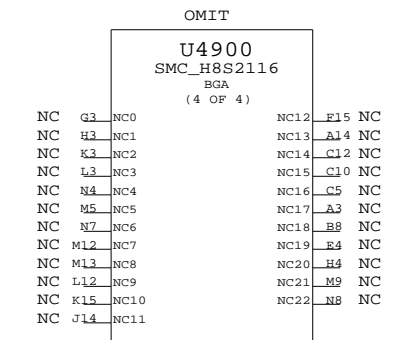 OMIT
U4900
SMC_H8S2116
BGA
(4 OF 4)
NC G3 NC0 NC12 F15 NC
NC H3 NC1 NC13 A14 NC
NC K3 NC2 NC14 C12 NC
NC L3 NC3 NC15 C10 NC
NC N4 NC4 NC16 C5 NC
NC M5 NC5 NC17 A3 NC
NC N7 NC6 NC18 B8 NC
NC M12 NC7 NC19 E4 NC
NC M13 NC8 NC20 H4 NC
NC L12 NC9 NC21 M9 NC
NC K15 NC10 NC22 N8 NC
NC J14 NC11